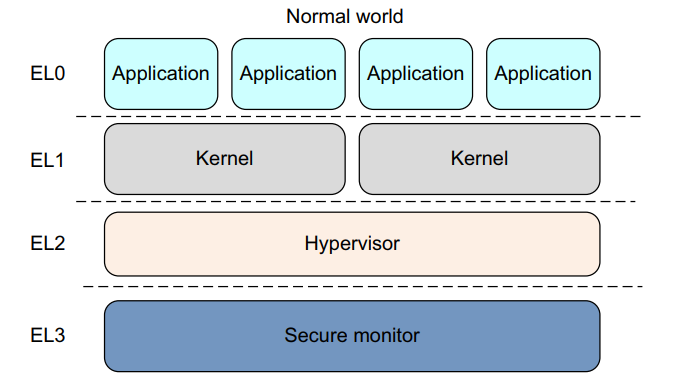 Normal world
EL0 Application Application Application Application
EL1 Kernel Kernel
EL2 Hypervisor
EL3 Secure monitor